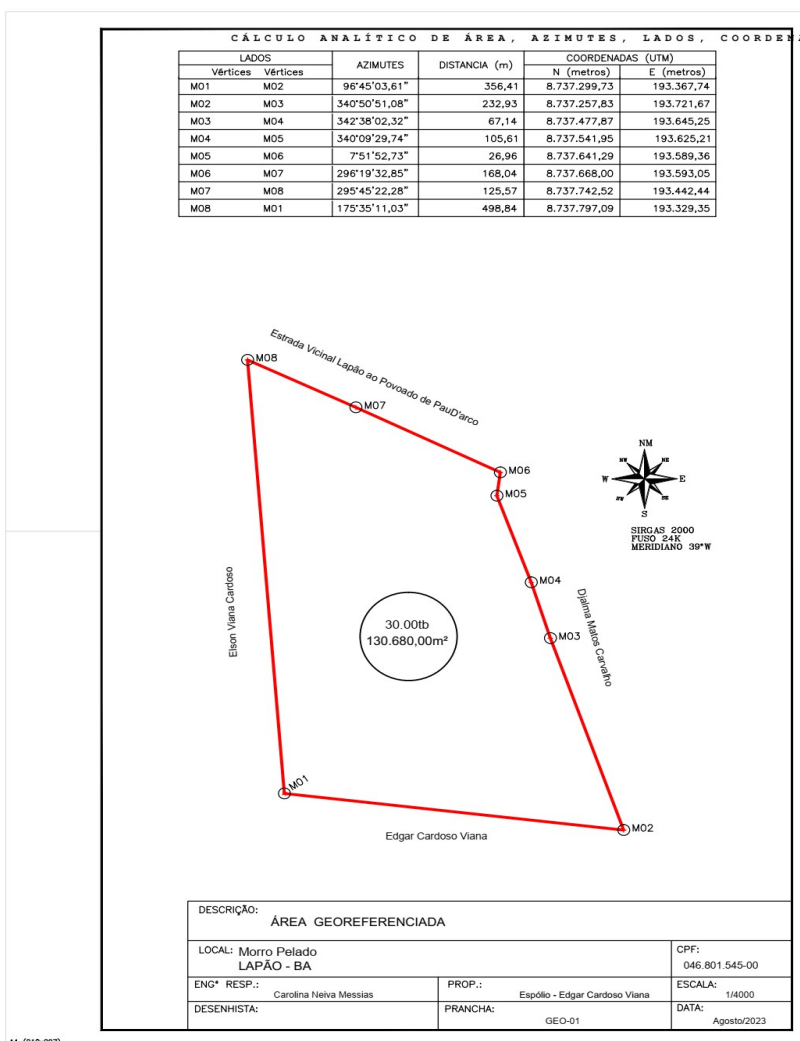 CÁLCULO ANALÍTICO DE ÁREA, AZIMUTES, LADOS, COORDENA
LADOS AZIMUTES DISTANCIA (m) COORDENADAS (UTM)
Vértices Vértices N (metros) E (metros)
M01 M02 96°45'03,61" 356,41 8.737.299,73 193.367,74
M02 M03 340°50'51,08" 232,93 8.737.257,83 193.721,67
M03 M04 342°38'02,32" 67,14 8.737.477,87 193.645,25
M04 M05 340°09'29,74" 105,61 8.737.541,95 193.625,21
M05 M06 7°51'52,73" 26,96 8.737.641,29 193.589,36
M06 M07 296°19'32,85" 168,04 8.737.668,00 193.593,05
M07 M08 295°45'22,28" 125,57 8.737.742,52 193.442,44
M08 M01 175°35'11,03" 498,84 8.737.797,09 193.329,35
Estrada Vicinal Lapão ao Povoado de PauD'arco
M08
M07
M06
M05
M04
M03
M02
M01
NM
NW NE
W E
SW SE
S
SIRGAS 2000
FUSO 24K
MERIDIANO 39°W
Elson Viana Cardoso
Djalma Matos Carvalho
30.00tb
130.680,00m²
Edgar Cardoso Viana
DESCRIÇÃO:
ÁREA GEOREFERENCIADA
LOCAL: Morro Pelado
LAPÃO - BA
CPF:
046.801.545-00
ENGº RESP.:
Carolina Neiva Messias
PROP.:
Espólio - Edgar Cardoso Viana
ESCALA:
1/4000
DESENHISTA:
PRANCHA:
GEO-01
DATA:
Agosto/2023